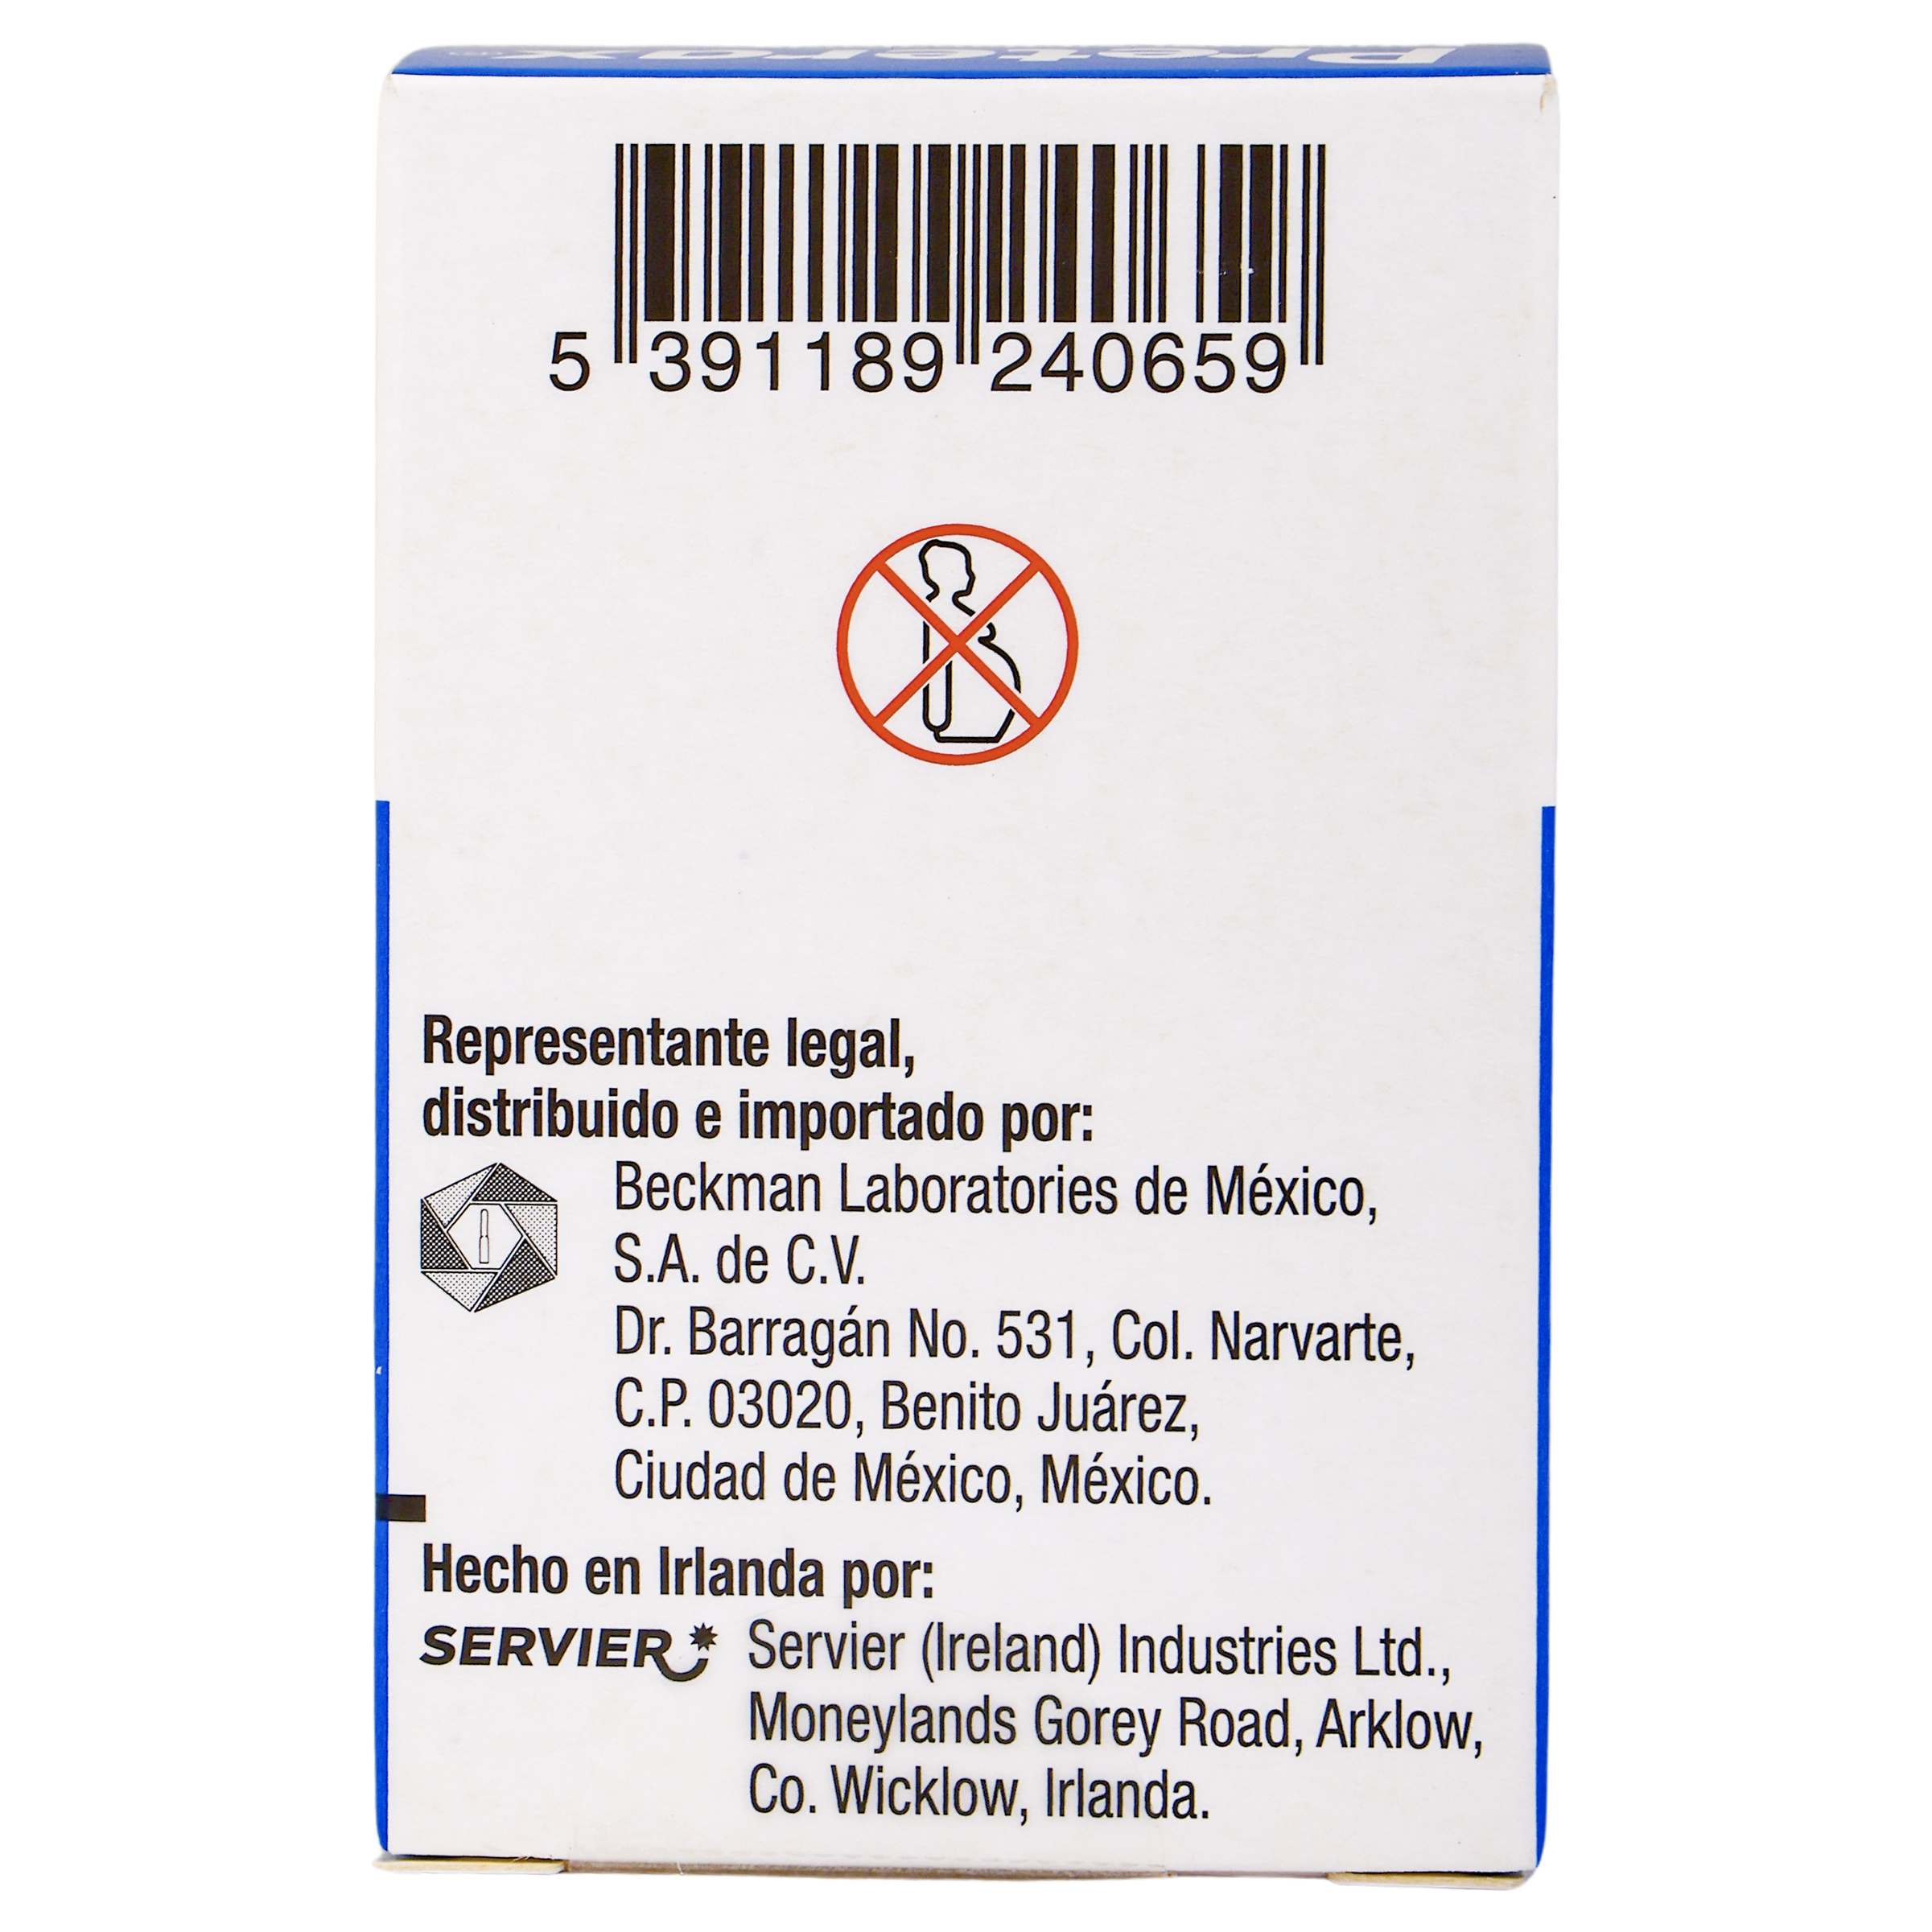 Preterax
5 391189 240659
Representante legal,
distribuido e importado por:
Beckman Laboratories de México,
S.A. de C.V.
Dr. Barragán No. 531, Col. Narvarte,
C.P. 03020, Benito Juárez,
Ciudad de México, México.
Hecho en Irlanda por:
SERVIER
Servier (Ireland) Industries Ltd.,
Moneylands Gorey Road, Arklow,
Co. Wicklow, Irlanda.